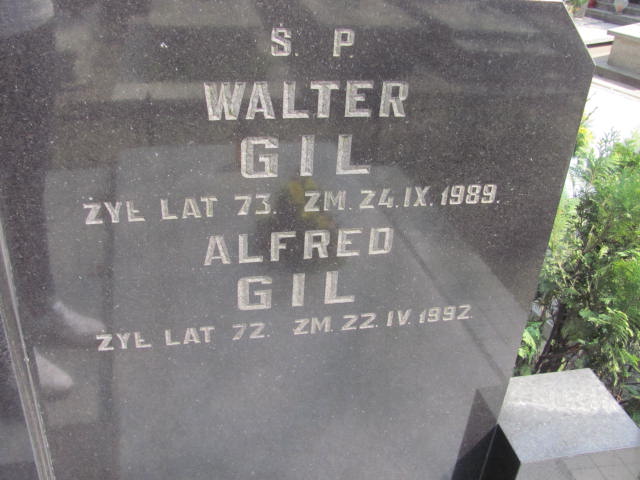 S. P.
WALTER
GIL
ŻYŁ LAT 73. ZM. 24.IX.1989.
ALFRED
GIL
ŻYŁ LAT 72. ZM. 22.IV.1992.